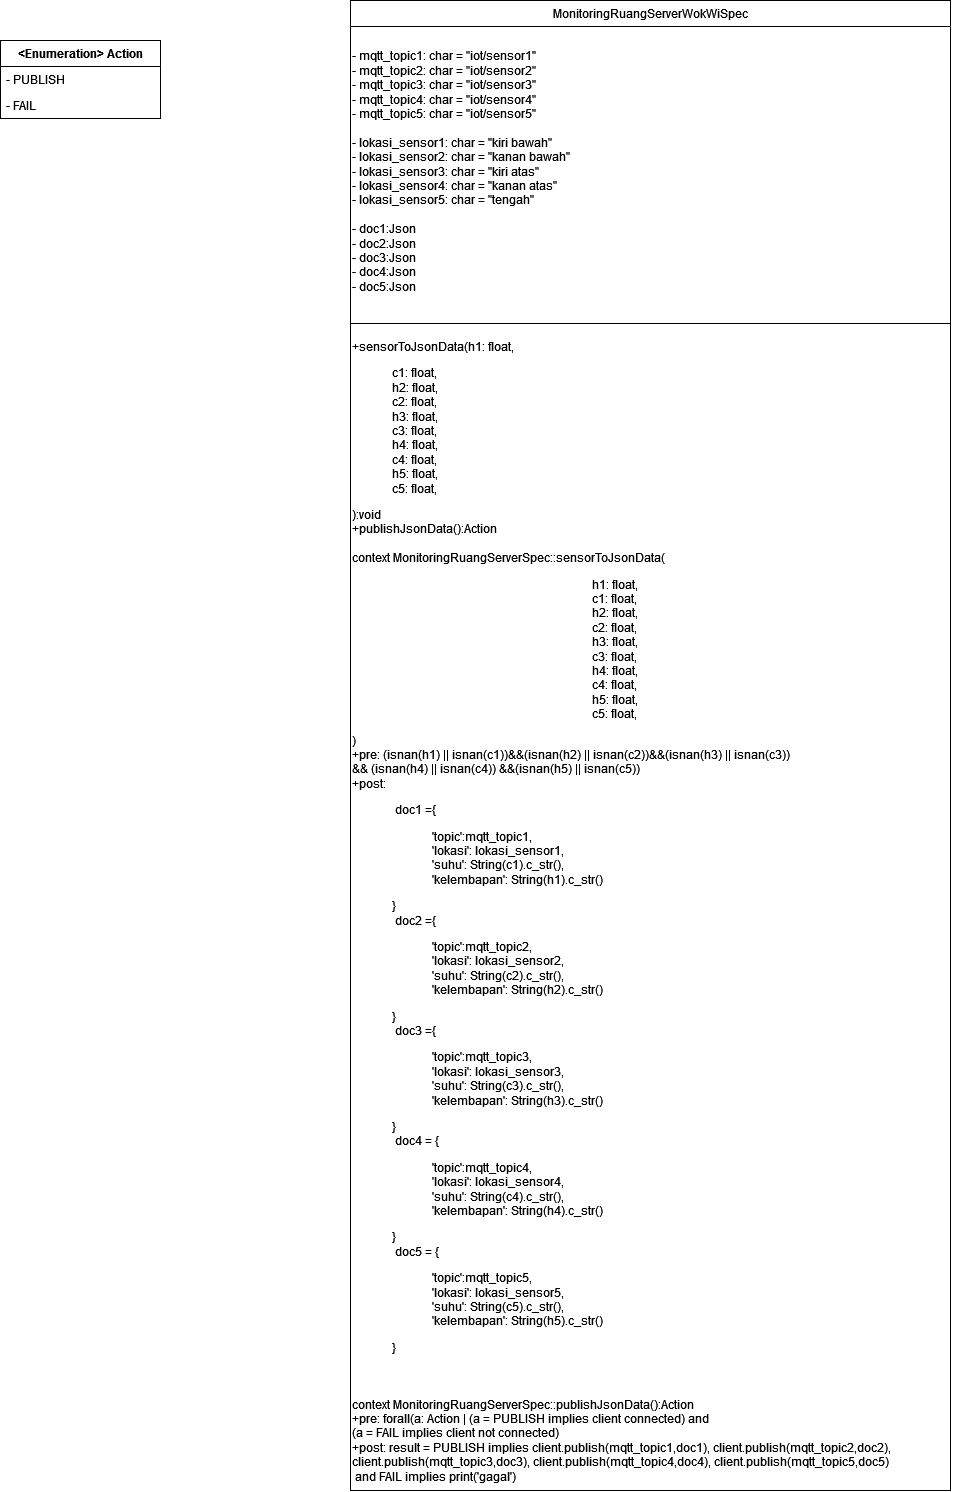 MonitoringRuangServerWokWiSpec
<Enumeration> Action
- PUBLISH
- FAIL
- mqtt_topic1: char = "iot/sensor1"
- mqtt_topic2: char = "iot/sensor2"
- mqtt_topic3: char = "iot/sensor3"
- mqtt_topic4: char = "iot/sensor4"
- mqtt_topic5: char = "iot/sensor5"
- lokasi_sensor1: char = "kiri bawah"
- lokasi_sensor2: char = "kanan bawah"
- lokasi_sensor3: char = "kiri atas"
- lokasi_sensor4: char = "kanan atas"
- lokasi_sensor5: char = "tengah"
- doc1:Json
- doc2:Json
- doc3:Json
- doc4:Json
- doc5:Json
+sensorToJsonData(h1: float,
c1: float,
h2: float,
c2: float,
h3: float,
c3: float,
h4: float,
c4: float,
h5: float,
c5: float,
):void
+publishJsonData():Action
context MonitoringRuangServerSpec::sensorToJsonData(
h1: float,
c1: float,
h2: float,
c2: float,
h3: float,
c3: float,
h4: float,
c4: float,
h5: float,
c5: float,
)
+pre: (isnan(h1) || isnan(c1))&&(isnan(h2) || isnan(c2))&&(isnan(h3) || isnan(c3))
&& (isnan(h4) || isnan(c4)) &&(isnan(h5) || isnan(c5))
+post:
doc1 ={
'topic':mqtt_topic1,
'lokasi': lokasi_sensor1,
'suhu': String(c1).c_str(),
'kelembapan': String(h1).c_str()
}
doc2 ={
'topic':mqtt_topic2,
'lokasi': lokasi_sensor2,
'suhu': String(c2).c_str(),
'kelembapan': String(h2).c_str()
}
doc3 ={
'topic':mqtt_topic3,
'lokasi': lokasi_sensor3,
'suhu': String(c3).c_str(),
'kelembapan': String(h3).c_str()
}
doc4 = {
'topic':mqtt_topic4,
'lokasi': lokasi_sensor4,
'suhu': String(c4).c_str(),
'kelembapan': String(h4).c_str()
}
doc5 = {
'topic':mqtt_topic5,
'lokasi': lokasi_sensor5,
'suhu': String(c5).c_str(),
'kelembapan': String(h5).c_str()
}
context MonitoringRuangServerSpec::publishJsonData():Action
+pre: forall(a: Action | (a = PUBLISH implies client connected) and
(a = FAIL implies client not connected)
+post: result = PUBLISH implies client.publish(mqtt_topic1,doc1), client.publish(mqtt_topic2,doc2),
client.publish(mqtt_topic3,doc3), client.publish(mqtt_topic4,doc4), client.publish(mqtt_topic5,doc5)
and FAIL implies print('gagal')